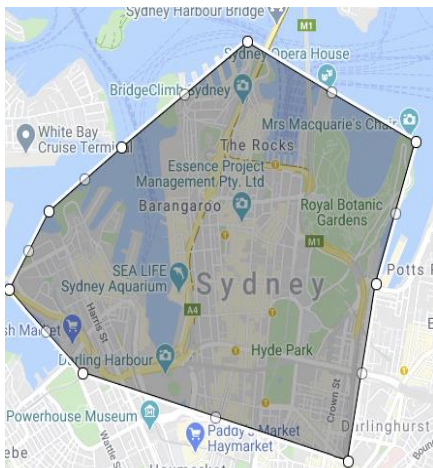 Sydney Harbour Bridge
M1
Sydney Opera House
BridgeClimb Sydney
Mrs Macquarie's Chair
White Bay
Cruise Terminal
The Rocks
Essence Project
Management Pty. Ltd
Barangaroo
Royal Botanic
Gardens
M1
SEA LIFE
Sydney Aquarium
Sydney
Potts P
A4
sh Market
Harris St
Darling Harbour
Hyde Park
Crown St
Powerhouse Museum
Paddy's Market
Haymarket
Darlinghurst
ebe
Wattle St
Haymarket
Boun